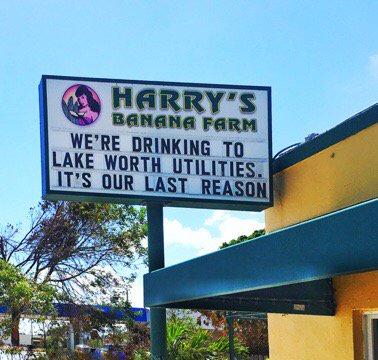 HARRY'S
BANANA FARM
WE'RE DRINKING TO
LAKE WORTH UTILITIES.
IT'S OUR LAST REASON